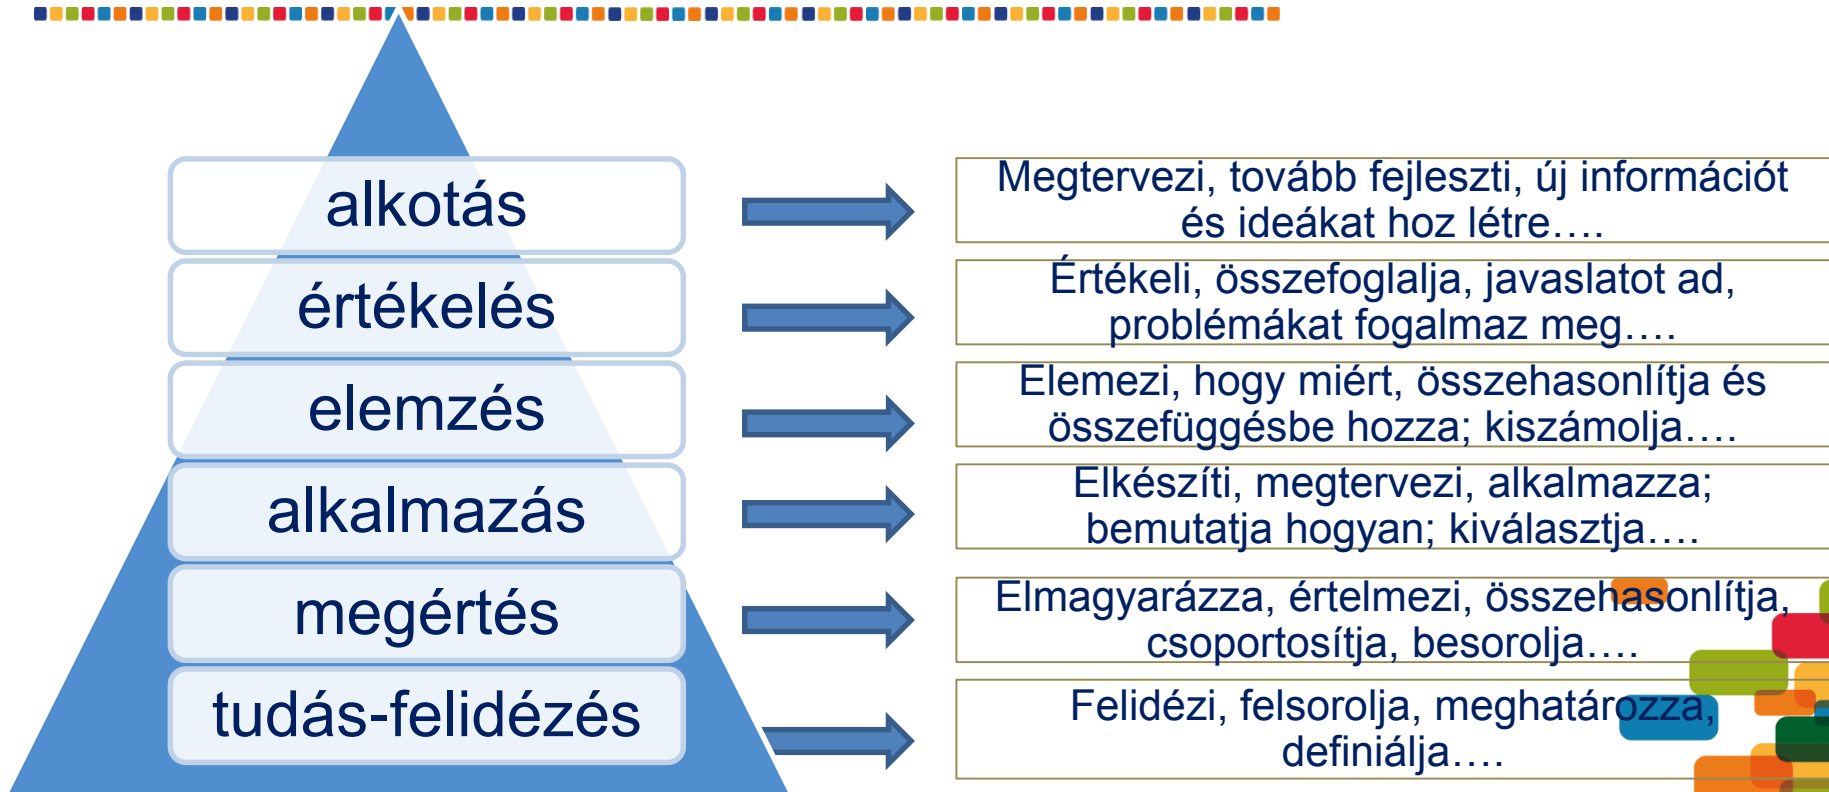 alkotás
Megtervezi, tovább fejleszti, új információt
és ideákat hoz létre….
értékelés
Értékeli, összefoglalja, javaslatot ad,
problémákat fogalmaz meg….
elemzés
Elemezi, hogy miért, összehasonlítja és
összefüggésbe hozza; kiszámolja….
alkalmazás
Elkészíti, megtervezi, alkalmazza;
bemutatja hogyan; kiválasztja….
megértés
Elmagyarázza, értelmezi, összehasonlítja,
csoportosítja, besorolja….
tudás-felidézés
Felidézi, felsorolja, meghatározza,
definiálja….